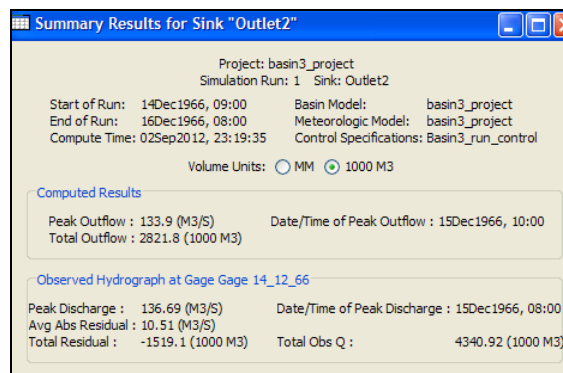 Summary Results for Sink "Outlet2"
Project: basin3_project
Simulation Run: 1 Sink: Outlet2
Start of Run: 14Dec1966, 09:00 Basin Model: basin3_project
End of Run: 16Dec1966, 08:00 Meteorologic Model: basin3_project
Compute Time: 02Sep2012, 23:19:35 Control Specifications: Basin3_run_control
Volume Units: MM 1000 M3
Computed Results
Peak Outflow : 133.9 (M3/S) Date/Time of Peak Outflow : 15Dec1966, 10:00
Total Outflow : 2821.8 (1000 M3)
Observed Hydrograph at Gage Gage 14_12_66
Peak Discharge : 136.69 (M3/S) Date/Time of Peak Discharge : 15Dec1966, 08:00
Avg Abs Residual : 10.51 (M3/S)
Total Residual : -1519.1 (1000 M3) Total Obs Q : 4340.92 (1000 M3)